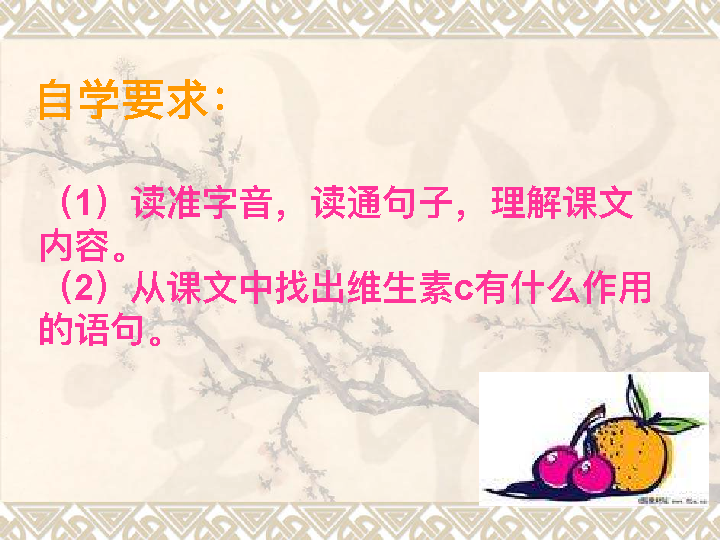 自学要求：
（1）读准字音，读通句子，理解课文
内容。
（2）从课文中找出维生素c有什么作用
的语句。